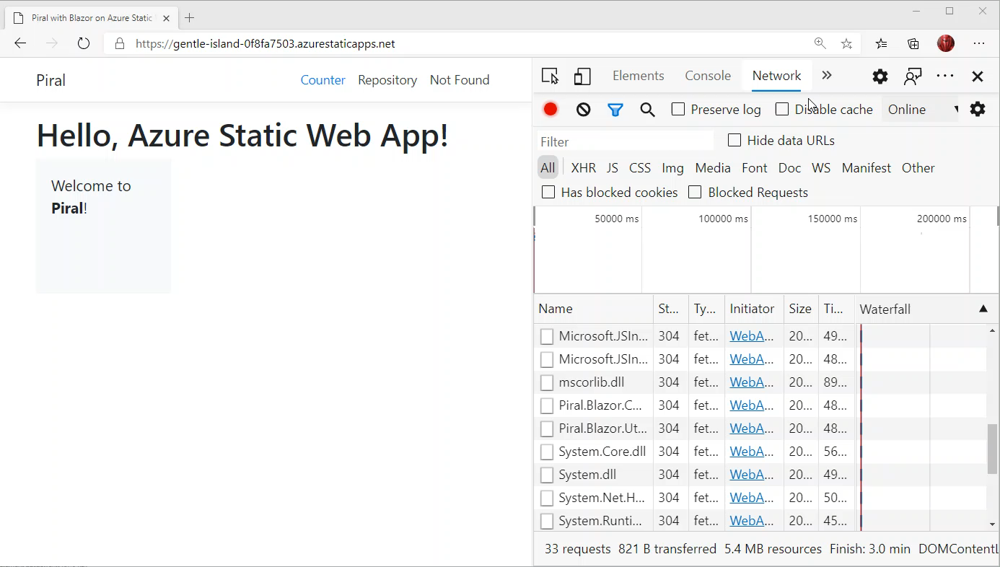 Piral with Blazor on Azure Static
https://gentle-island-0f8fa7503.azurestaticapps.net
Piral Counter Repository Not Found
Hello, Azure Static Web App!
Welcome to
Piral!
Elements Console Network
Preserve log Disable cache Online
Filter Hide data URLs
All XHR JS CSS Img Media Font Doc WS Manifest Other
Has blocked cookies Blocked Requests
50000 ms 100000 ms 150000 ms 200000 ms
Name St... Ty... Initiator Size Ti... Waterfall
Microsoft.JSIn... 304 fet... WebA... 20... 49...
Microsoft.JSIn... 304 fet... WebA... 20... 48...
mscorlib.dll 304 fet... WebA... 20... 89...
Piral.Blazor.C... 304 fet... WebA... 20... 48...
Piral.Blazor.Ut... 304 fet... WebA... 20... 48...
System.Core.dll 304 fet... WebA... 20... 56...
System.dll 304 fet... WebA... 20... 49...
System.Net.H... 304 fet... WebA... 20... 50...
System.Runti... 304 fet... WebA... 20... 45...
33 requests 821 B transferred 5.4 MB resources Finish: 3.0 min DOMContentL